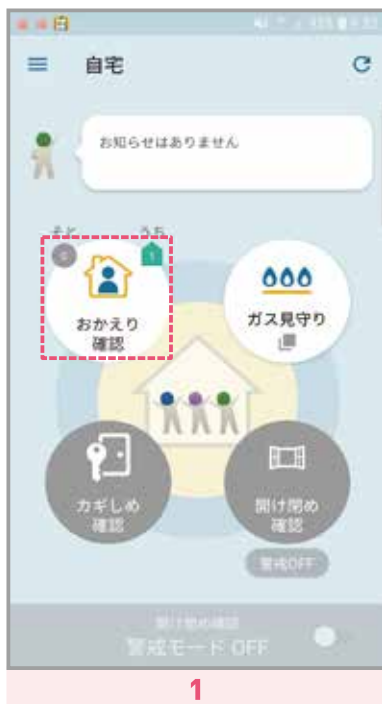 自宅
お知らせはありません
そと
うち
0
1
おかえり
確認
ガス見守り
カギしめ
確認
開け閉め
確認
警戒OFF
開け閉め確認
警戒モード OFF
1